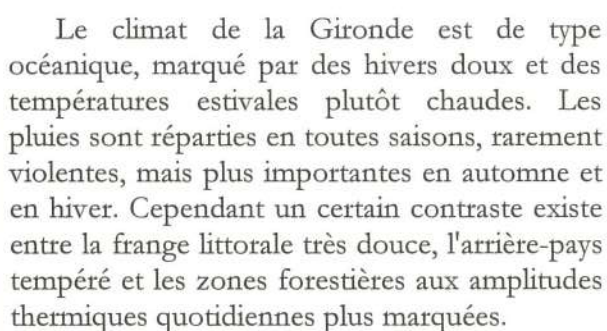 Le climat de la Gironde est de type
océanique, marqué par des hivers doux et des
températures estivales plutôt chaudes. Les
pluies sont réparties en toutes saisons, rarement
violentes, mais plus importantes en automne et
en hiver. Cependant un certain contraste existe
entre la frange littorale très douce, l'arrière-pays
tempéré et les zones forestières aux amplitudes
thermiques quotidiennes plus marquées.